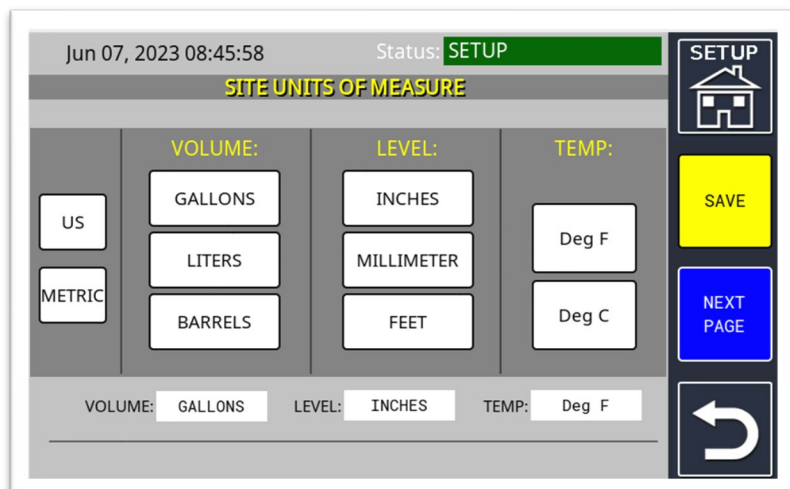 Jun 07, 2023 08:45:58 Status: SETUP
SITE UNITS OF MEASURE
VOLUME: LEVEL: TEMP:
US
METRIC
GALLONS
LITERS
BARRELS
INCHES
MILLIMETER
FEET
Deg F
Deg C
VOLUME: GALLONS LEVEL: INCHES TEMP: Deg F
SETUP
SAVE
NEXT
PAGE